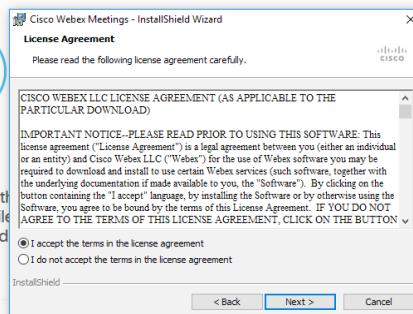 Cisco Webex Meetings - InstallShield Wizard
License Agreement
Please read the following license agreement carefully.
CISCO
CISCO WEBEX LLC LICENSE AGREEMENT (AS APPLICABLE TO THE
PARTICULAR DOWNLOAD)
IMPORTANT NOTICE--PLEASE READ PRIOR TO USING THIS SOFTWARE: This
license agreement ("License Agreement") is a legal agreement between you (either an individual
or an entity) and Cisco Webex LLC ("Webex") for the use of Webex software you may be
required to download and install to use certain Webex services (such software, together with
the underlying documentation if made available to you, the "Software"). By clicking on the
button containing the "I accept" language, by installing the Software or by otherwise using the
Software, you agree to be bound by the terms of this License Agreement. IF YOU DO NOT
AGREE TO THE TERMS OF THIS LICENSE AGREEMENT, CLICK ON THE BUTTON
I accept the terms in the license agreement
I do not accept the terms in the license agreement
InstallShield
< Back Next > Cancel